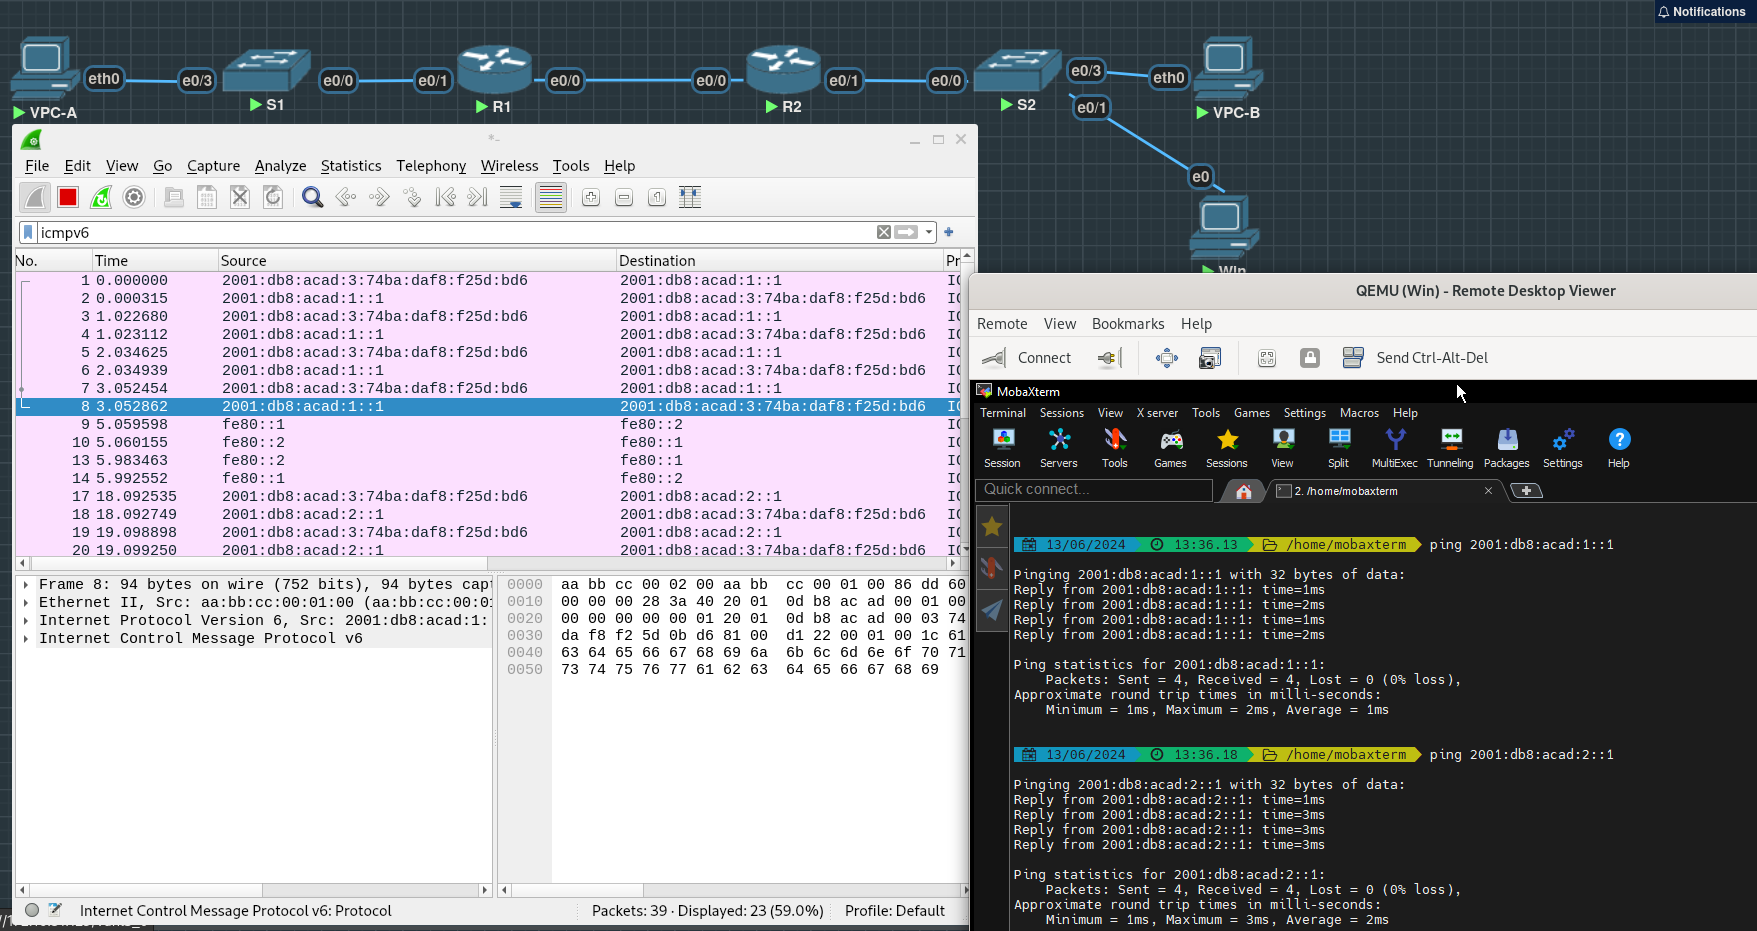 Notifications
eth0
e0/3
e0/0
e0/1
e0/0
e0/0
e0/1
e0/0
e0/3
eth0
VPC-A
S1
R1
R2
S2
e0/1
VPC-B
e0
Win
*-
File Edit View Go Capture Analyze Statistics Telephony Wireless Tools Help
icmpv6
No. Time Source Destination Pr
1 0.000000 2001:db8:acad:3:74ba:daf8:f25d:bd6 2001:db8:acad:1::1 IC
2 0.000315 2001:db8:acad:1::1 2001:db8:acad:3:74ba:daf8:f25d:bd6 IC
3 1.022680 2001:db8:acad:3:74ba:daf8:f25d:bd6 2001:db8:acad:1::1 IC
4 1.023112 2001:db8:acad:1::1 2001:db8:acad:3:74ba:daf8:f25d:bd6 IC
5 2.034625 2001:db8:acad:3:74ba:daf8:f25d:bd6 2001:db8:acad:1::1 IC
6 2.034939 2001:db8:acad:1::1 2001:db8:acad:3:74ba:daf8:f25d:bd6 IC
7 3.052454 2001:db8:acad:3:74ba:daf8:f25d:bd6 2001:db8:acad:1::1 IC
8 3.052862 2001:db8:acad:1::1 2001:db8:acad:3:74ba:daf8:f25d:bd6 IC
9 5.059598 fe80::1 fe80::2 IC
10 5.060155 fe80::2 fe80::1 IC
13 5.983463 fe80::2 fe80::1 IC
14 5.992552 fe80::1 fe80::2 IC
17 18.092535 2001:db8:acad:3:74ba:daf8:f25d:bd6 2001:db8:acad:2::1 IC
18 18.092749 2001:db8:acad:2::1 2001:db8:acad:3:74ba:daf8:f25d:bd6 IC
19 19.098898 2001:db8:acad:3:74ba:daf8:f25d:bd6 2001:db8:acad:2::1 IC
20 19.099250 2001:db8:acad:2::1 2001:db8:acad:3:74ba:daf8:f25d:bd6 IC
Frame 8: 94 bytes on wire (752 bits), 94 bytes cap
Ethernet II, Src: aa:bb:cc:00:01:00 (aa:bb:cc:00:01
Internet Protocol Version 6, Src: 2001:db8:acad:1:
Internet Control Message Protocol v6
0000 aa bb cc 00 02 00 aa bb cc 00 01 00 86 dd 60
0010 00 00 00 28 3a 40 20 01 0d b8 ac ad 00 01 00
0020 00 00 00 00 00 01 20 01 0d b8 ac ad 00 03 74
0030 da f8 f2 5d 0b d6 81 00 d1 22 00 01 00 1c 61
0040 63 64 65 66 67 68 69 6a 6b 6c 6d 6e 6f 70 71
0050 73 74 75 76 77 61 62 63 64 65 66 67 68 69
Internet Control Message Protocol v6: Protocol
Packets: 39 · Displayed: 23 (59.0%)
Profile: Default
QEMU (Win) - Remote Desktop Viewer
Remote View Bookmarks Help
Connect
Send Ctrl-Alt-Del
MobaXterm
Terminal Sessions View X server Tools Games Settings Macros Help
Session Servers Tools Games Sessions View Split MultiExec Tunneling Packages Settings Help
Quick connect...
2. /home/mobaxterm
13/06/2024 13:36.13 /home/mobaxterm ping 2001:db8:acad:1::1
Pinging 2001:db8:acad:1::1 with 32 bytes of data:
Reply from 2001:db8:acad:1::1: time=1ms
Reply from 2001:db8:acad:1::1: time=2ms
Reply from 2001:db8:acad:1::1: time=1ms
Reply from 2001:db8:acad:1::1: time=2ms
Ping statistics for 2001:db8:acad:1::1:
Packets: Sent = 4, Received = 4, Lost = 0 (0% loss),
Approximate round trip times in milli-seconds:
Minimum = 1ms, Maximum = 2ms, Average = 1ms
13/06/2024 13:36.18 /home/mobaxterm ping 2001:db8:acad:2::1
Pinging 2001:db8:acad:2::1 with 32 bytes of data:
Reply from 2001:db8:acad:2::1: time=1ms
Reply from 2001:db8:acad:2::1: time=3ms
Reply from 2001:db8:acad:2::1: time=3ms
Reply from 2001:db8:acad:2::1: time=3ms
Ping statistics for 2001:db8:acad:2::1:
Packets: Sent = 4, Received = 4, Lost = 0 (0% loss),
Approximate round trip times in milli-seconds:
Minimum = 1ms, Maximum = 3ms, Average = 2ms